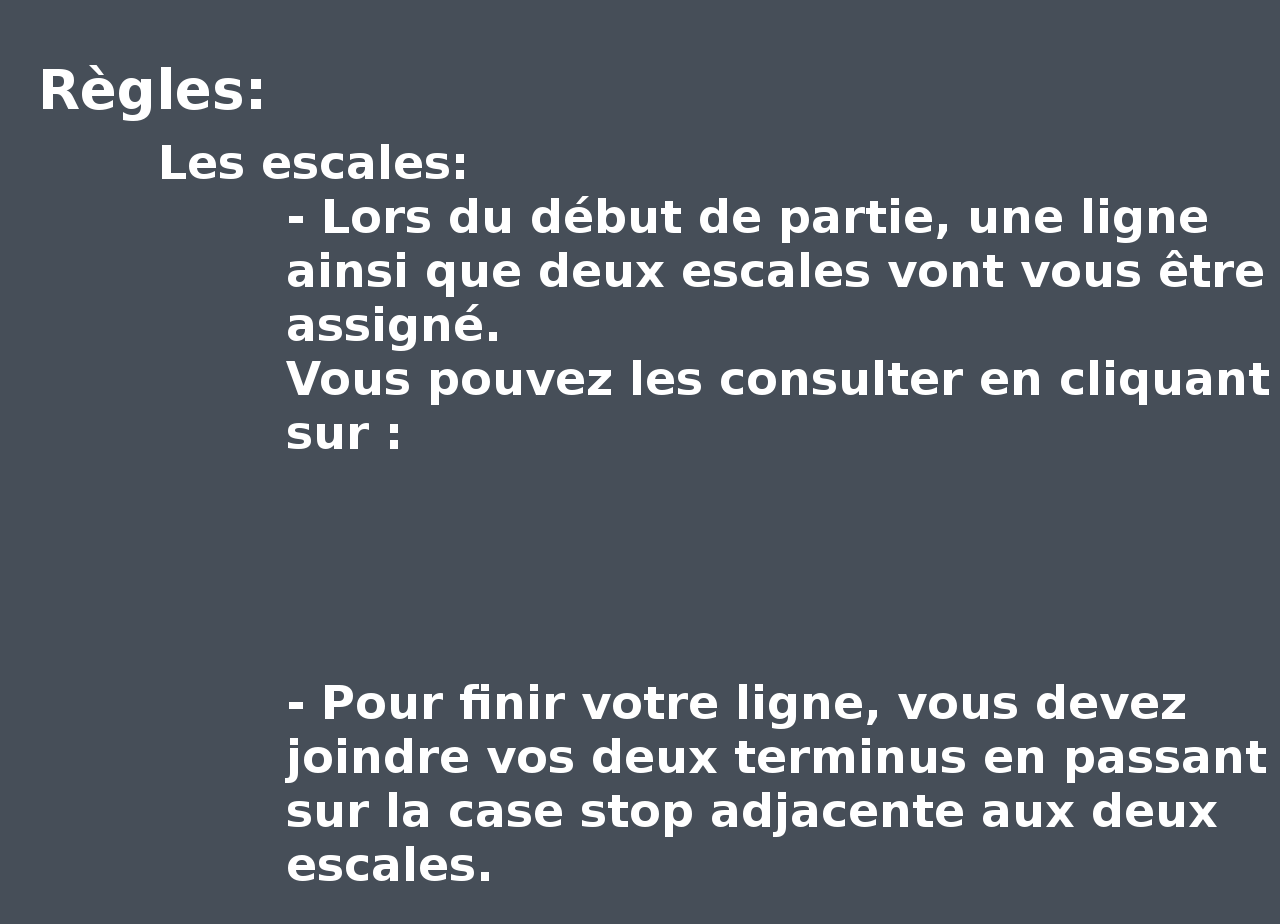 Règles:
Les escales:
- Lors du début de partie, une ligne
ainsi que deux escales vont vous être
assigné.
Vous pouvez les consulter en cliquant
sur :
- Pour finir votre ligne, vous devez
joindre vos deux terminus en passant
sur la case stop adjacente aux deux
escales.